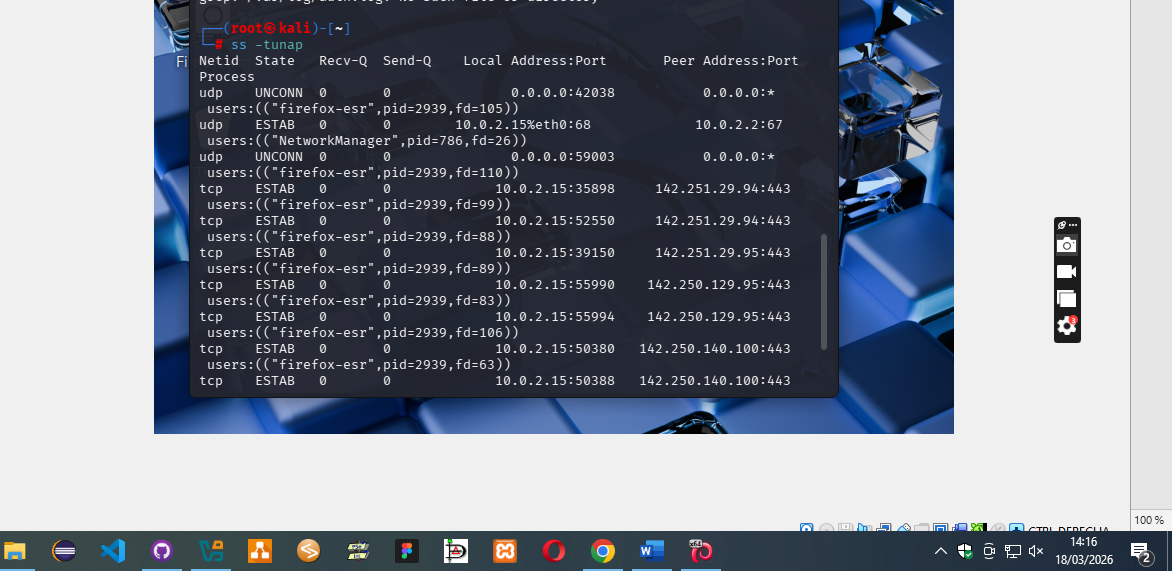 (root㉿kali)-[~]
# ss -tunap
Netid State Recv-Q Send-Q Local Address:Port Peer Address:Port
Process
udp UNCONN 0 0 0.0.0.0:42038 0.0.0.0:*
users:(("firefox-esr",pid=2939,fd=105))
udp ESTAB 0 0 10.0.2.15%eth0:68 10.0.2.2:67
users:(("NetworkManager",pid=786,fd=26))
udp UNCONN 0 0 0.0.0.0:59003 0.0.0.0:*
users:(("firefox-esr",pid=2939,fd=110))
tcp ESTAB 0 0 10.0.2.15:35898 142.251.29.94:443
users:(("firefox-esr",pid=2939,fd=99))
tcp ESTAB 0 0 10.0.2.15:52550 142.251.29.94:443
users:(("firefox-esr",pid=2939,fd=88))
tcp ESTAB 0 0 10.0.2.15:39150 142.251.29.95:443
users:(("firefox-esr",pid=2939,fd=89))
tcp ESTAB 0 0 10.0.2.15:55990 142.250.129.95:443
users:(("firefox-esr",pid=2939,fd=83))
tcp ESTAB 0 0 10.0.2.15:55994 142.250.129.95:443
users:(("firefox-esr",pid=2939,fd=106))
tcp ESTAB 0 0 10.0.2.15:50380 142.250.140.100:443
users:(("firefox-esr",pid=2939,fd=63))
tcp ESTAB 0 0 10.0.2.15:50388 142.250.140.100:443
Fi
3
100 %
CTRL DERECHA
14:16
18/03/2026
2